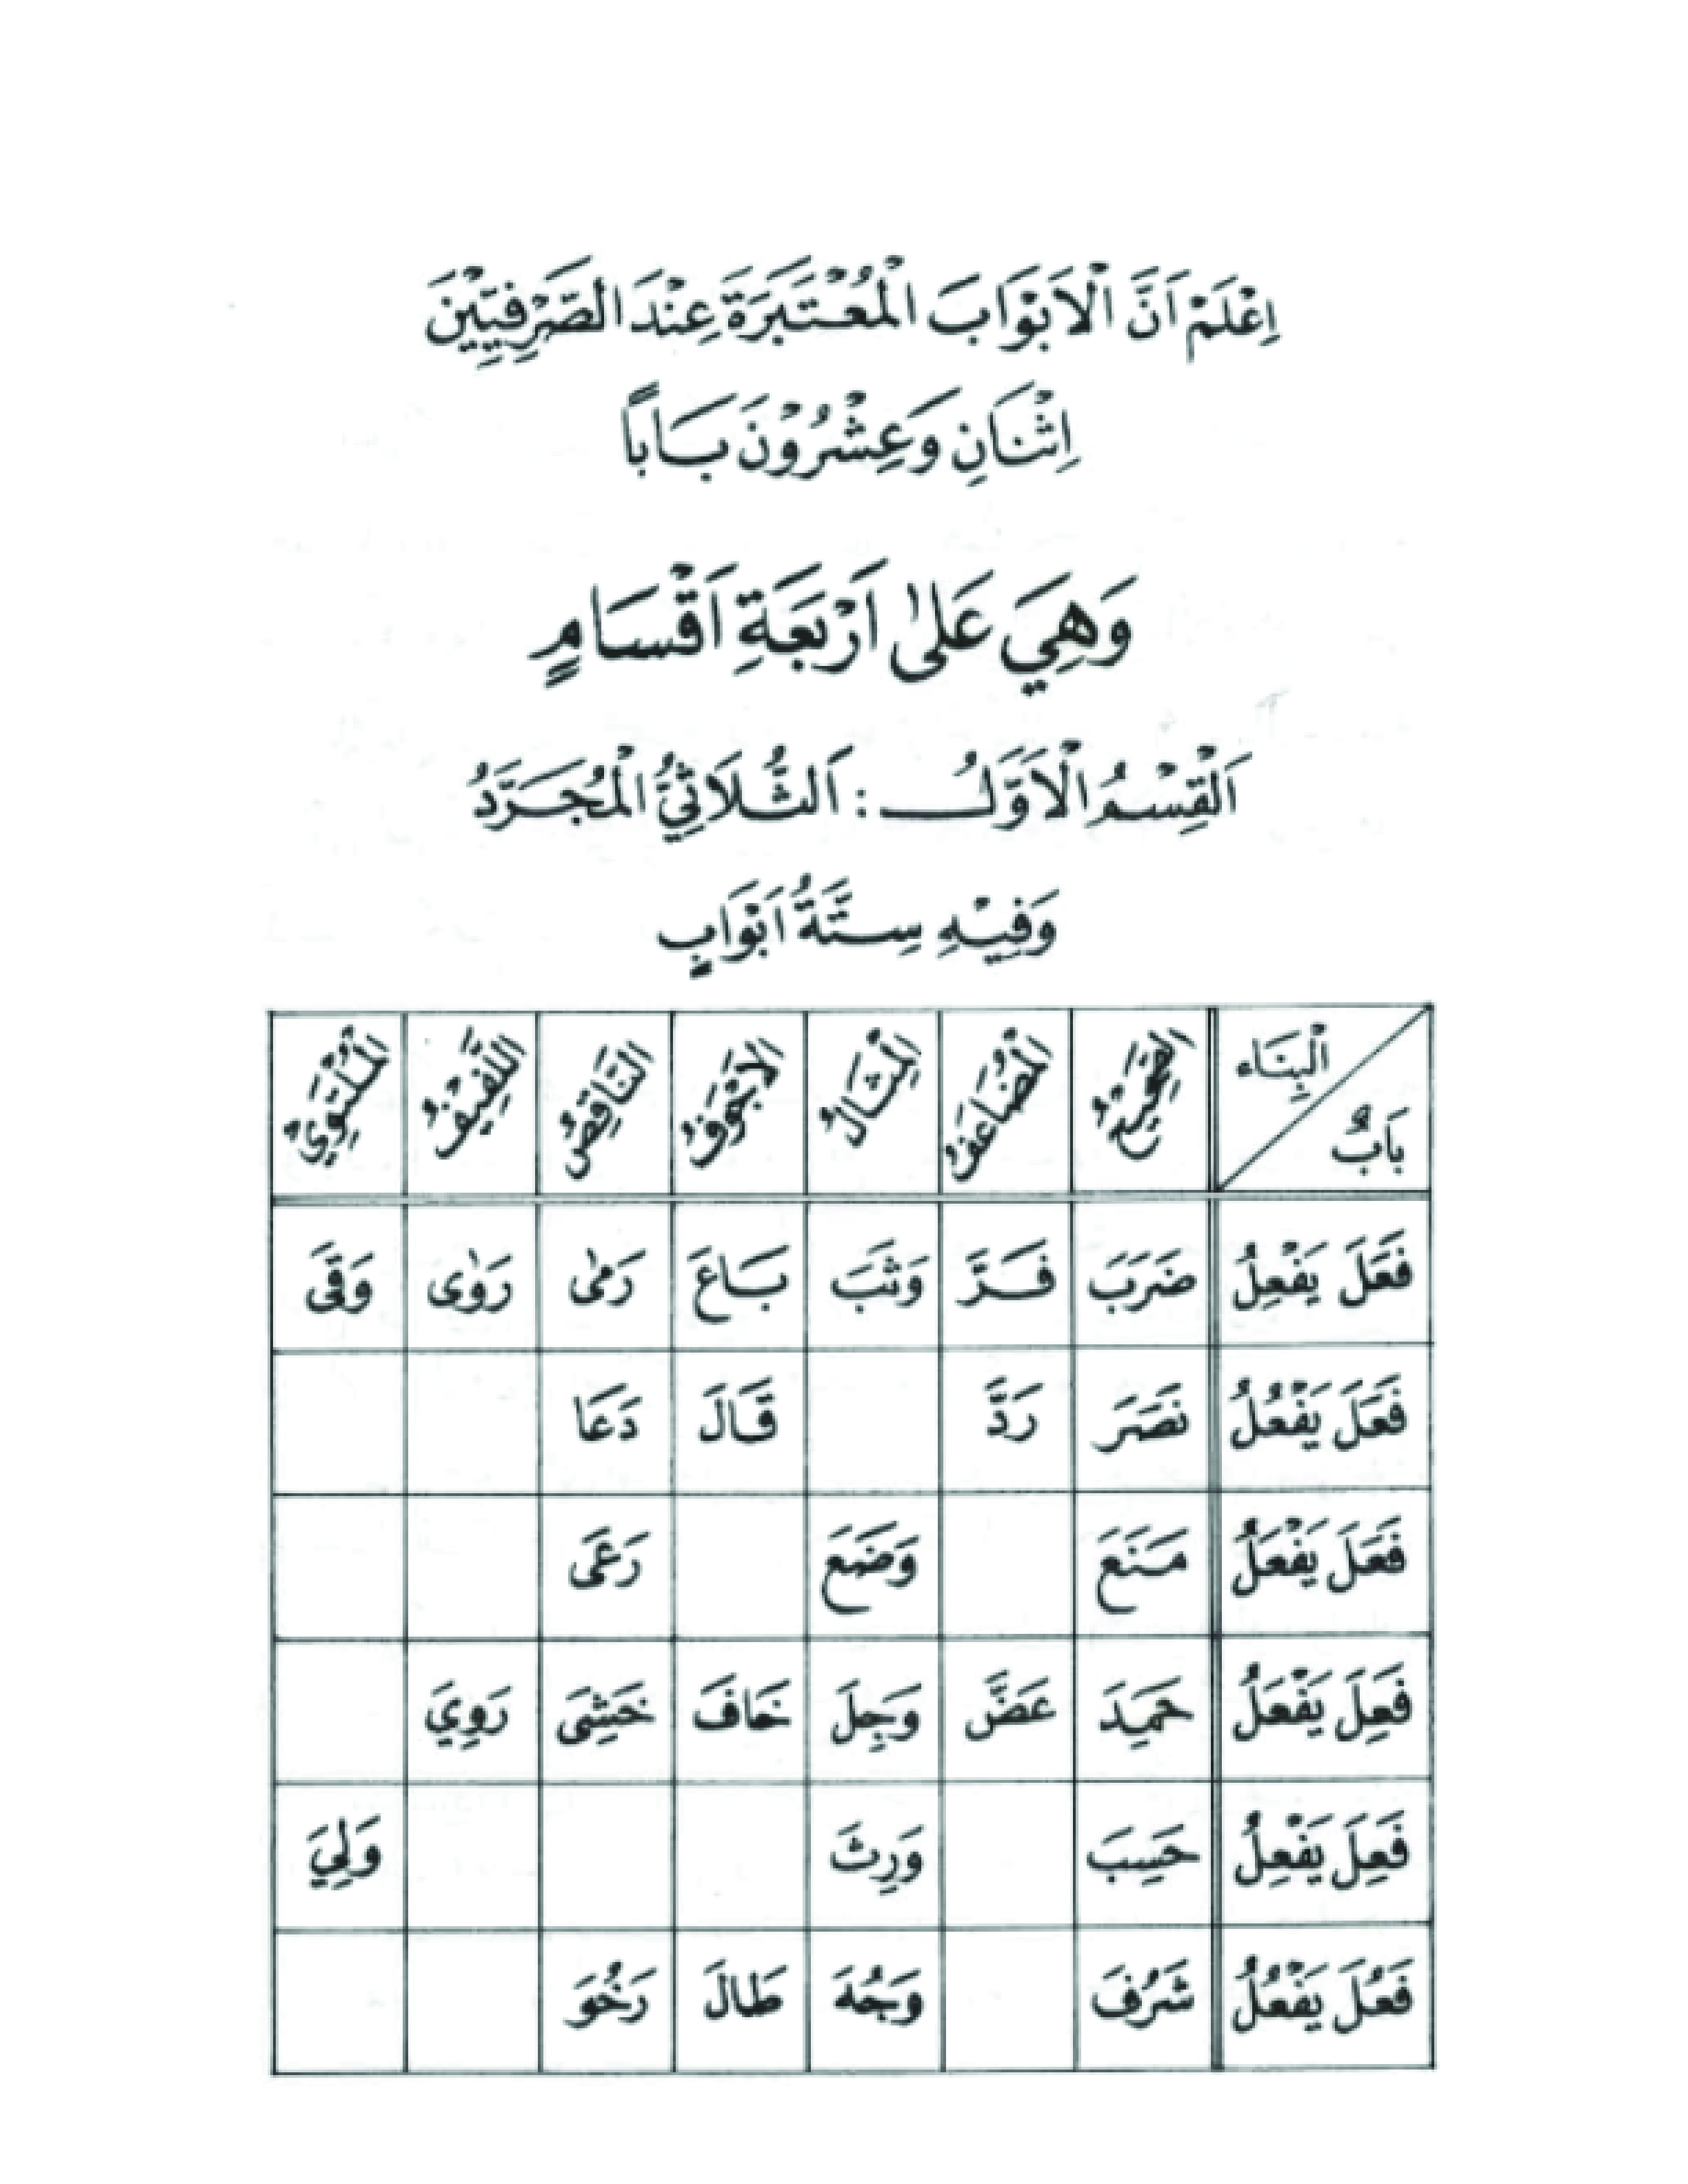 اِعْلَمْ اَنَّ الْاَبْوَابَ الْمُعْتَبَرَةَ عِنْدَ الصَّرْفِيِّيْنَ
اِثْنَانِ وَعِشْرُوْنَ بَابًا
وَهِيَ عَلٰى اَرْبَعَةِ اَقْسَامٍ
اَلْقِسْمُ الْاَوَّلُ : اَلثُّلَاثِيُّ الْمُجَرَّدُ
وَفِيْهِ سِتَّةُ اَبْوَابٍ
اَلْبِنَاء بَابٌ اَلصَّحِيْحُ اَلْمُضَاعَفُ اَلْمِثَالُ اَلْاَجْوَفُ اَلنَّاقِصُ اَللَّفِيْفُ اَلْمُلْتَوِيُ
فَعَلَ يَفْعِلُ ضَرَبَ فَرَّ وَثَبَ بَاعَ رَمٰى رَوٰى وَقَى
فَعَلَ يَفْعُلُ نَصَرَ رَدَّ قَالَ دَعَا
فَعَلَ يَفْعَلُ مَنَعَ وَضَعَ رَعَى
فَعِلَ يَفْعَلُ حَمِدَ عَضَّ وَجِلَ خَافَ خَشِىَ رَوِيَ
فَعِلَ يَفْعِلُ حَسِبَ وَرِثَ وَلِيَ
فَعُلَ يَفْعُلُ شَرُفَ وَجُهَ طَالَ رَخُوَ